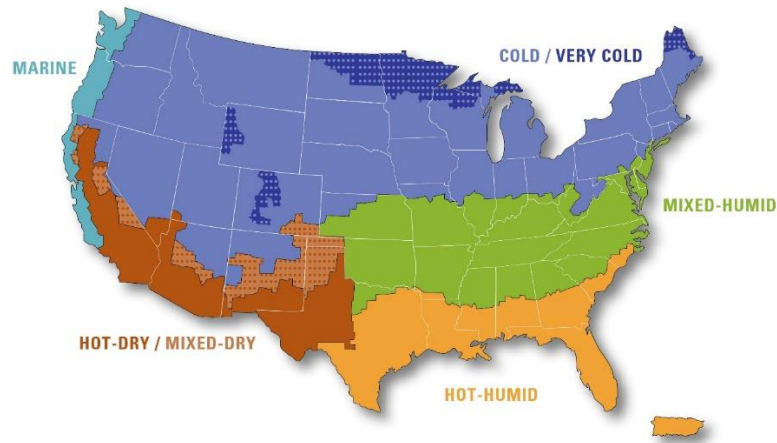 COLD / VERY COLD
MARINE
MIXED-HUMID
HOT-DRY / MIXED-DRY
HOT-HUMID